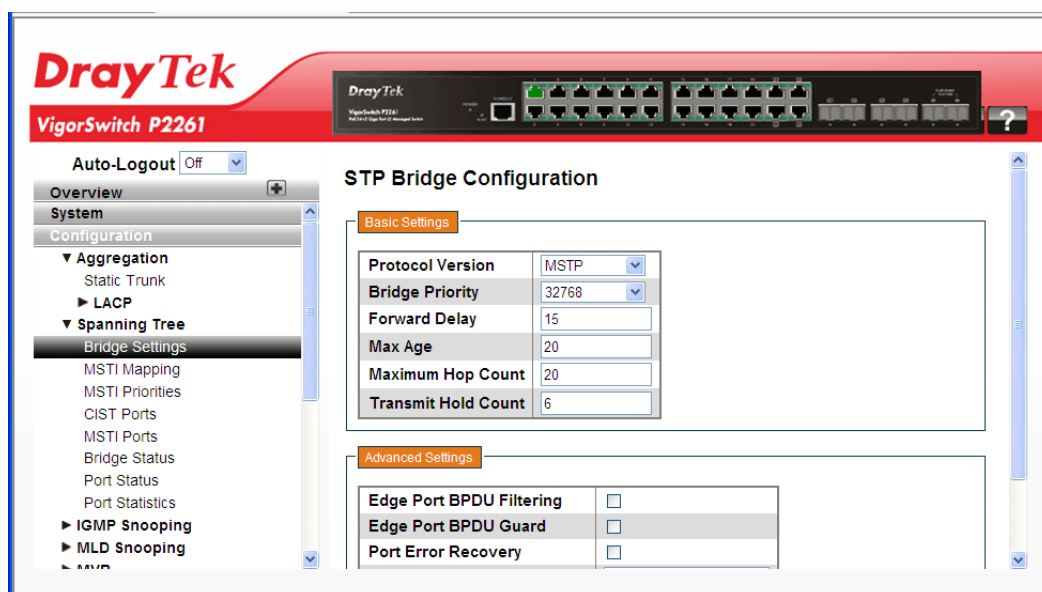 DrayTek
VigorSwitch P2261
DrayTek
VigorSwitch P2261
?
Auto-Logout Off
Overview
System
Configuration
▼ Aggregation
Static Trunk
► LACP
▼ Spanning Tree
Bridge Settings
MSTI Mapping
MSTI Priorities
CIST Ports
MSTI Ports
Bridge Status
Port Status
Port Statistics
► IGMP Snooping
► MLD Snooping
STP Bridge Configuration
Basic Settings
Protocol Version MSTP
Bridge Priority 32768
Forward Delay 15
Max Age 20
Maximum Hop Count 20
Transmit Hold Count 6
Advanced Settings
Edge Port BPDU Filtering
Edge Port BPDU Guard
Port Error Recovery